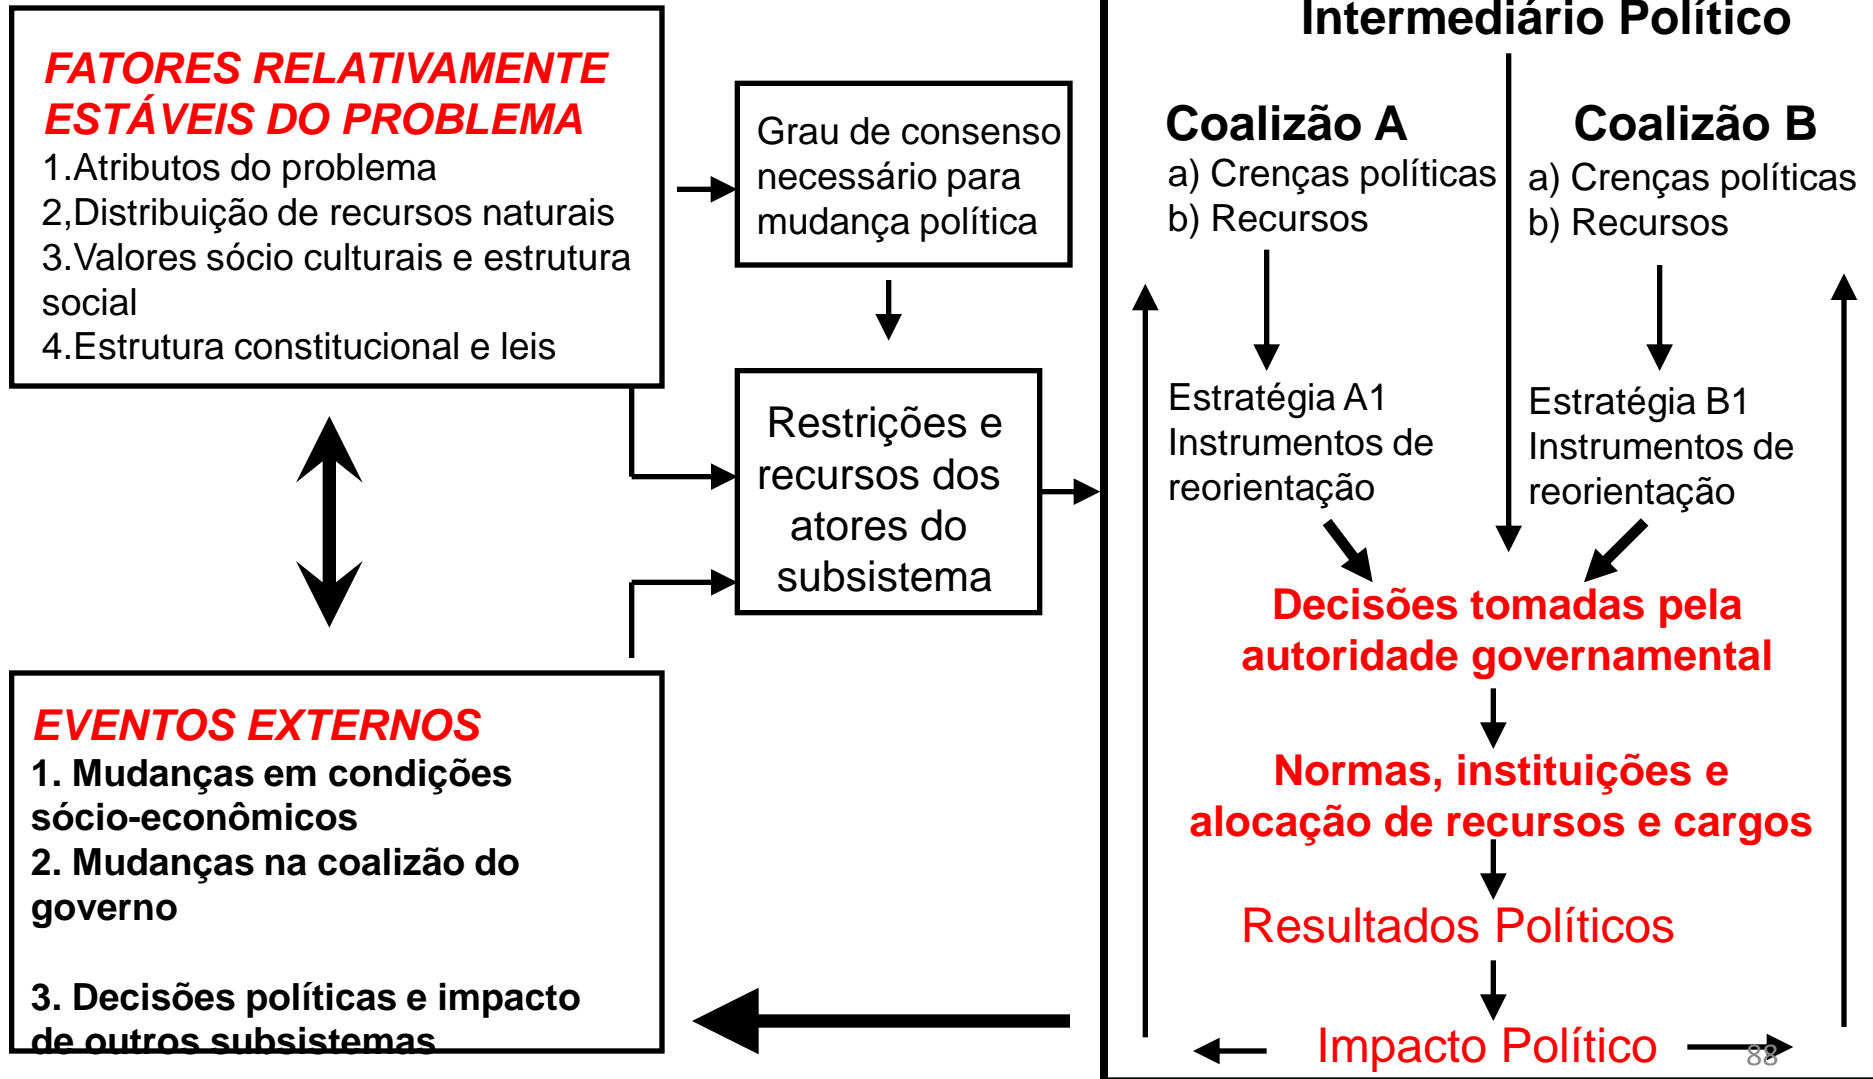 FATORES RELATIVAMENTE
ESTÁVEIS DO PROBLEMA
1.Atributos do problema
2,Distribuição de recursos naturais
3.Valores sócio culturais e estrutura
social
4.Estrutura constitucional e leis
Grau de consenso
necessário para
mudança política
Restrições e
recursos dos
atores do
subsistema
EVENTOS EXTERNOS
1. Mudanças em condições
sócio-econômicos
2. Mudanças na coalizão do
governo
3. Decisões políticas e impacto
de outros subsistemas
Intermediário Político
Coalizão A
a) Crenças políticas
b) Recursos
Coalizão B
a) Crenças políticas
b) Recursos
Estratégia A1
Instrumentos de
reorientação
Estratégia B1
Instrumentos de
reorientação
Decisões tomadas pela
autoridade governamental
Normas, instituições e
alocação de recursos e cargos
Resultados Políticos
Impacto Político
88